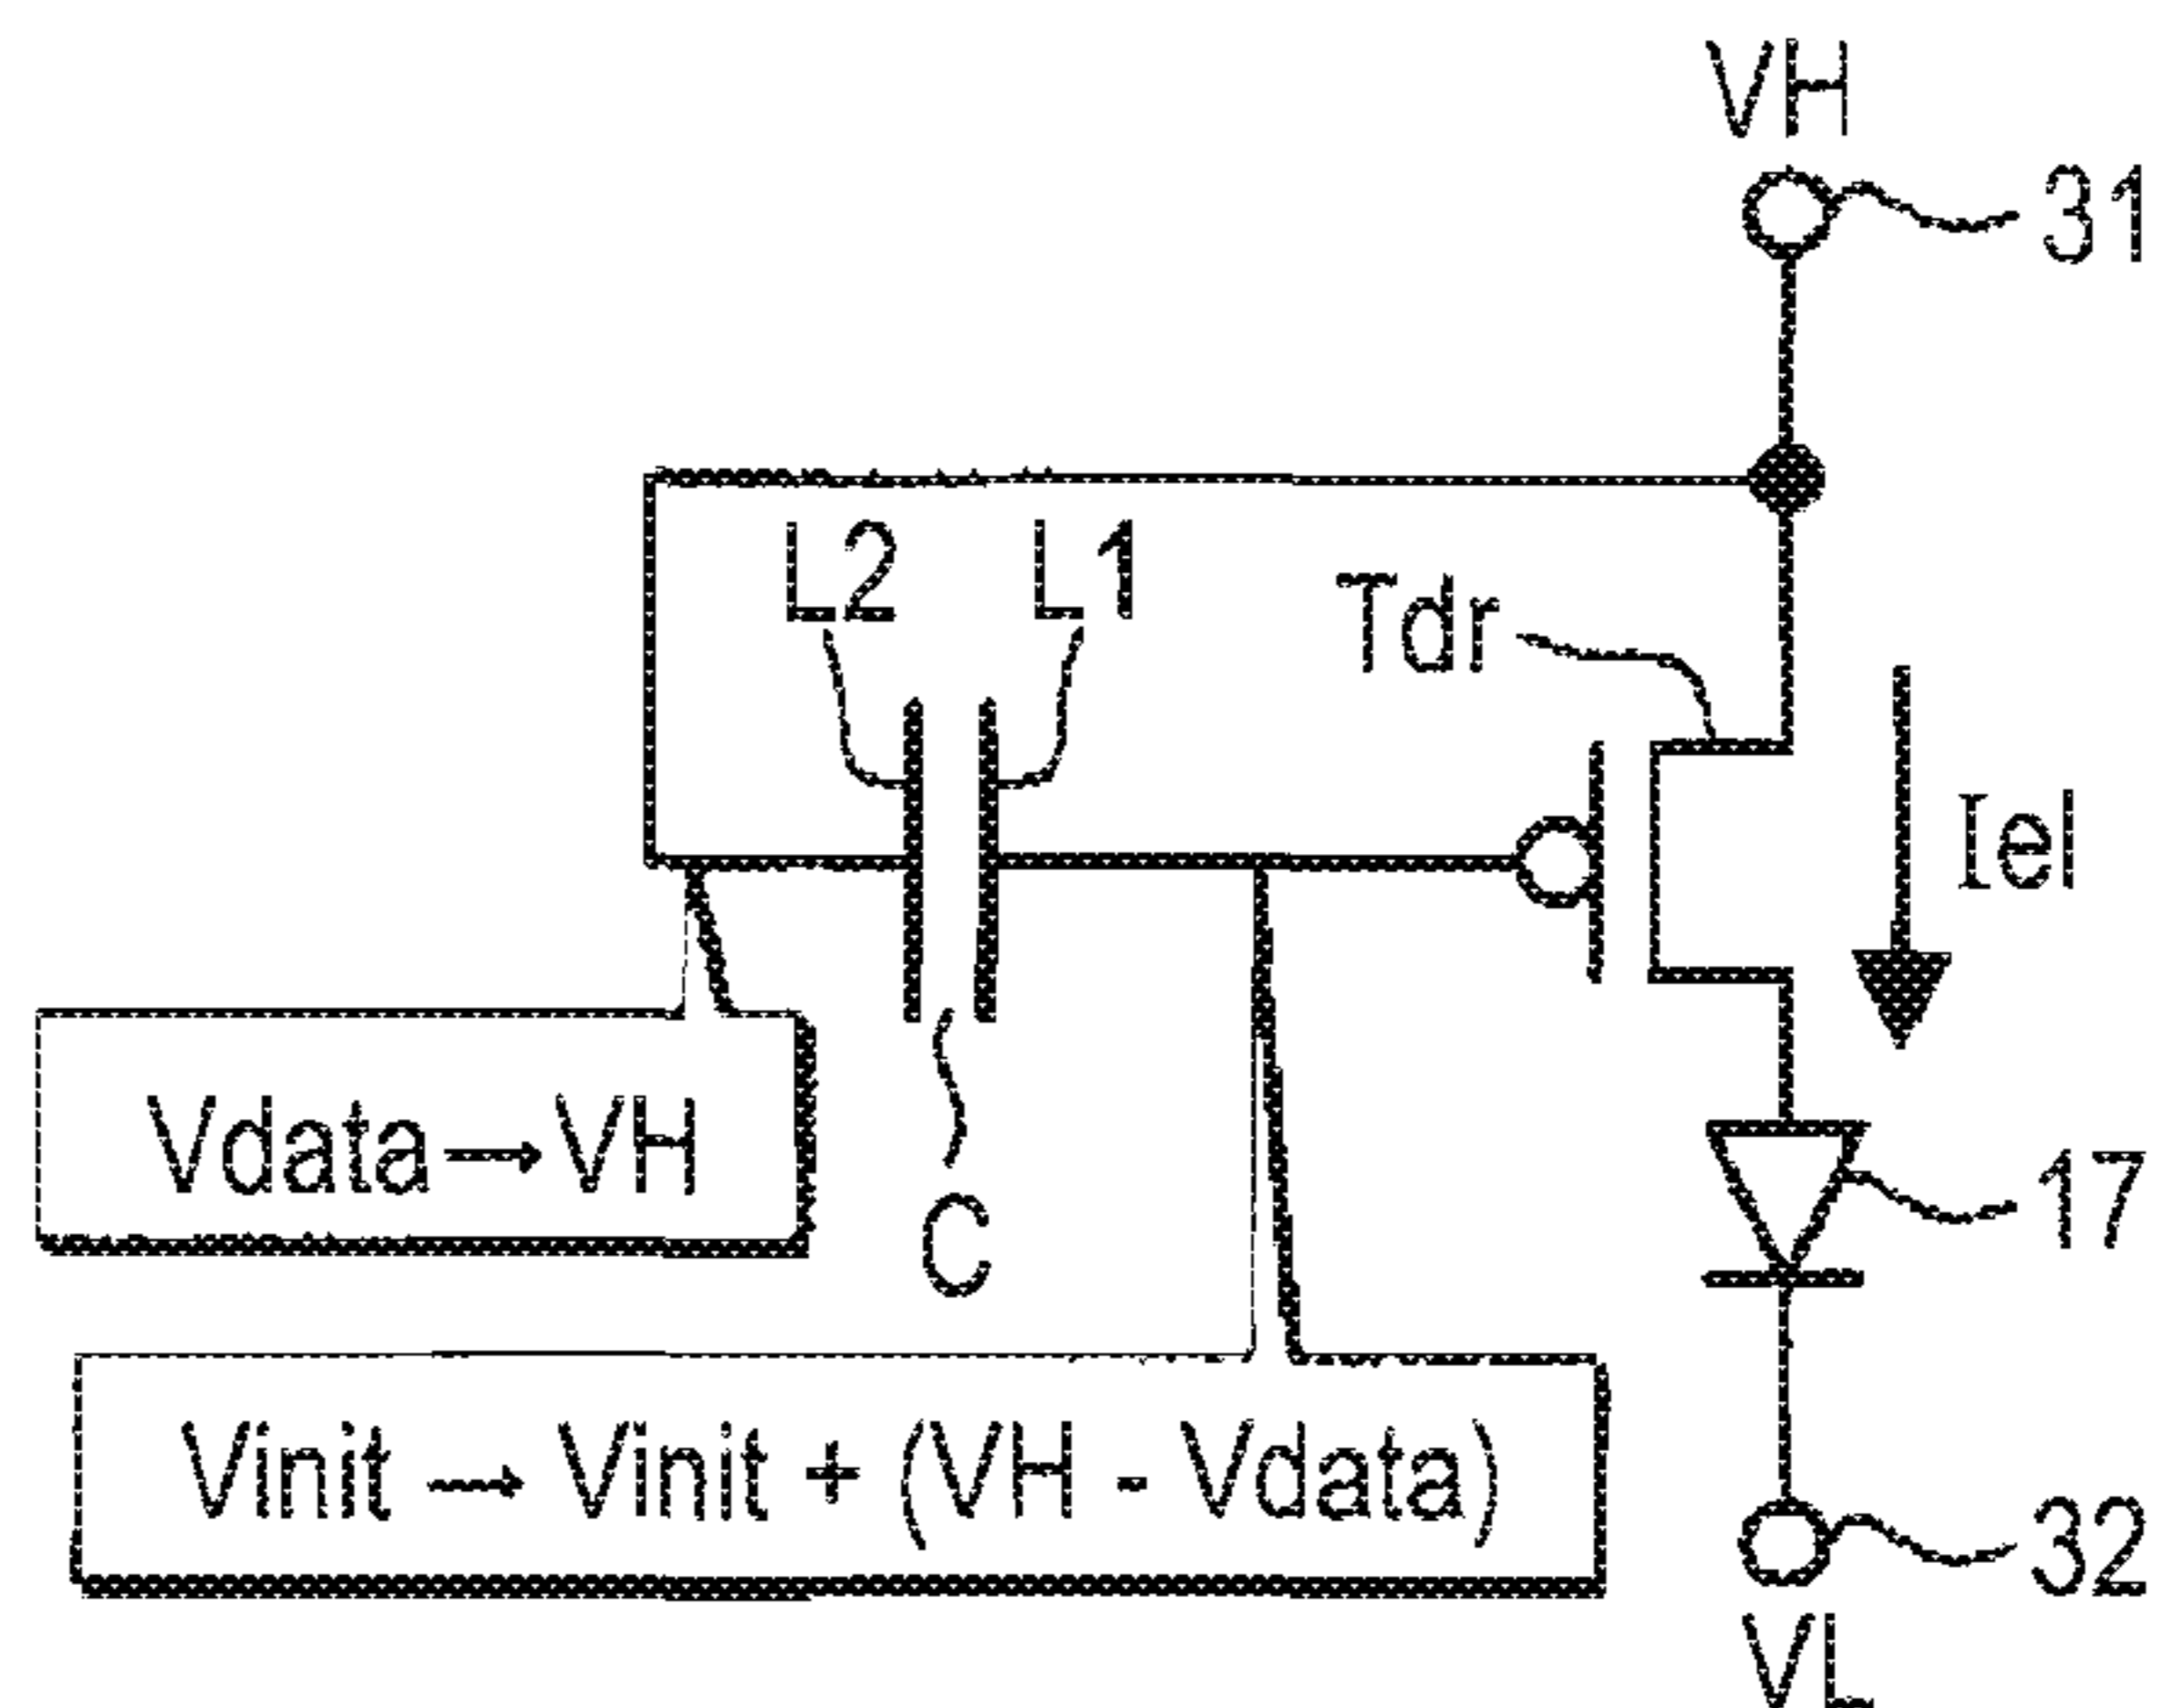 VH
31
L2
L1
Tdr
Iel
Vdata→VH
C
17
Vinit→Vinit + (VH - Vdata)
32
VL